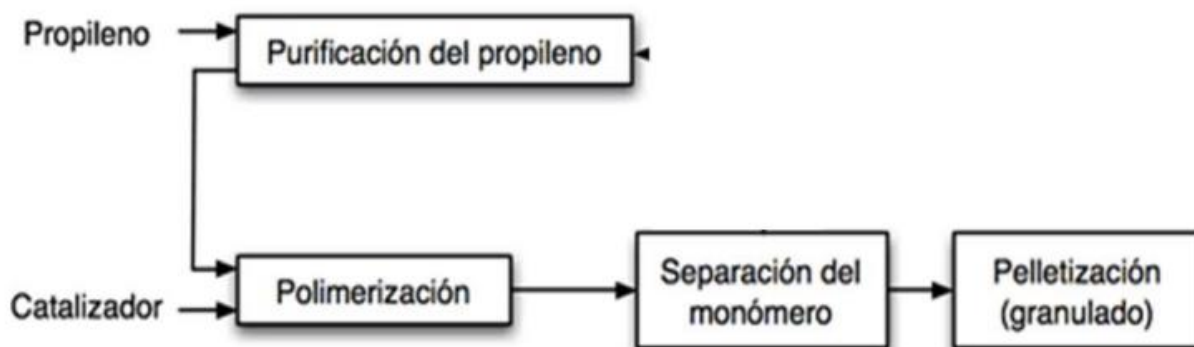 Propileno
Purificación del propileno
Catalizador
Polimerización
Separación del
monómero
Pelletización
(granulado)